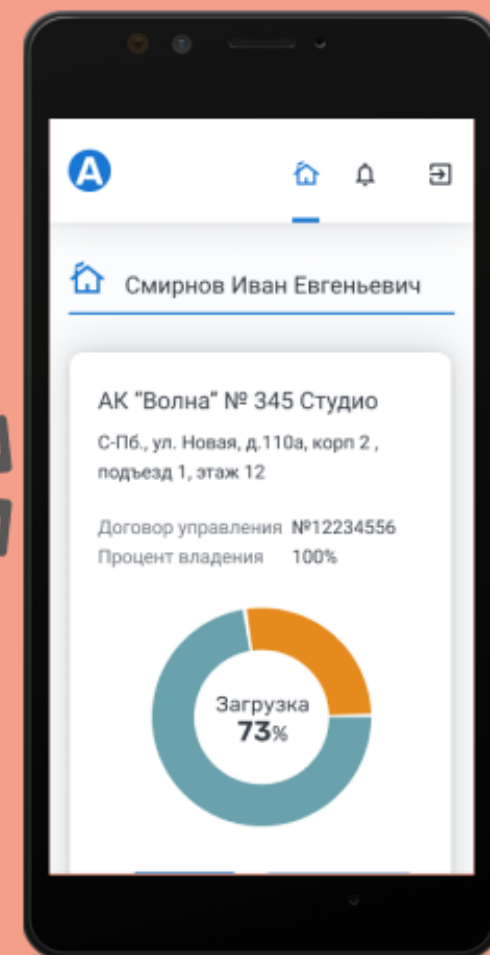 A
Смирнов Иван Евгеньевич
АК "Волна" № 345 Студио
С-Пб., ул. Новая, д.110а, корп 2 ,
подъезд 1, этаж 12
Договор управления №12234556
Процент владения 100%
Загрузка
73%